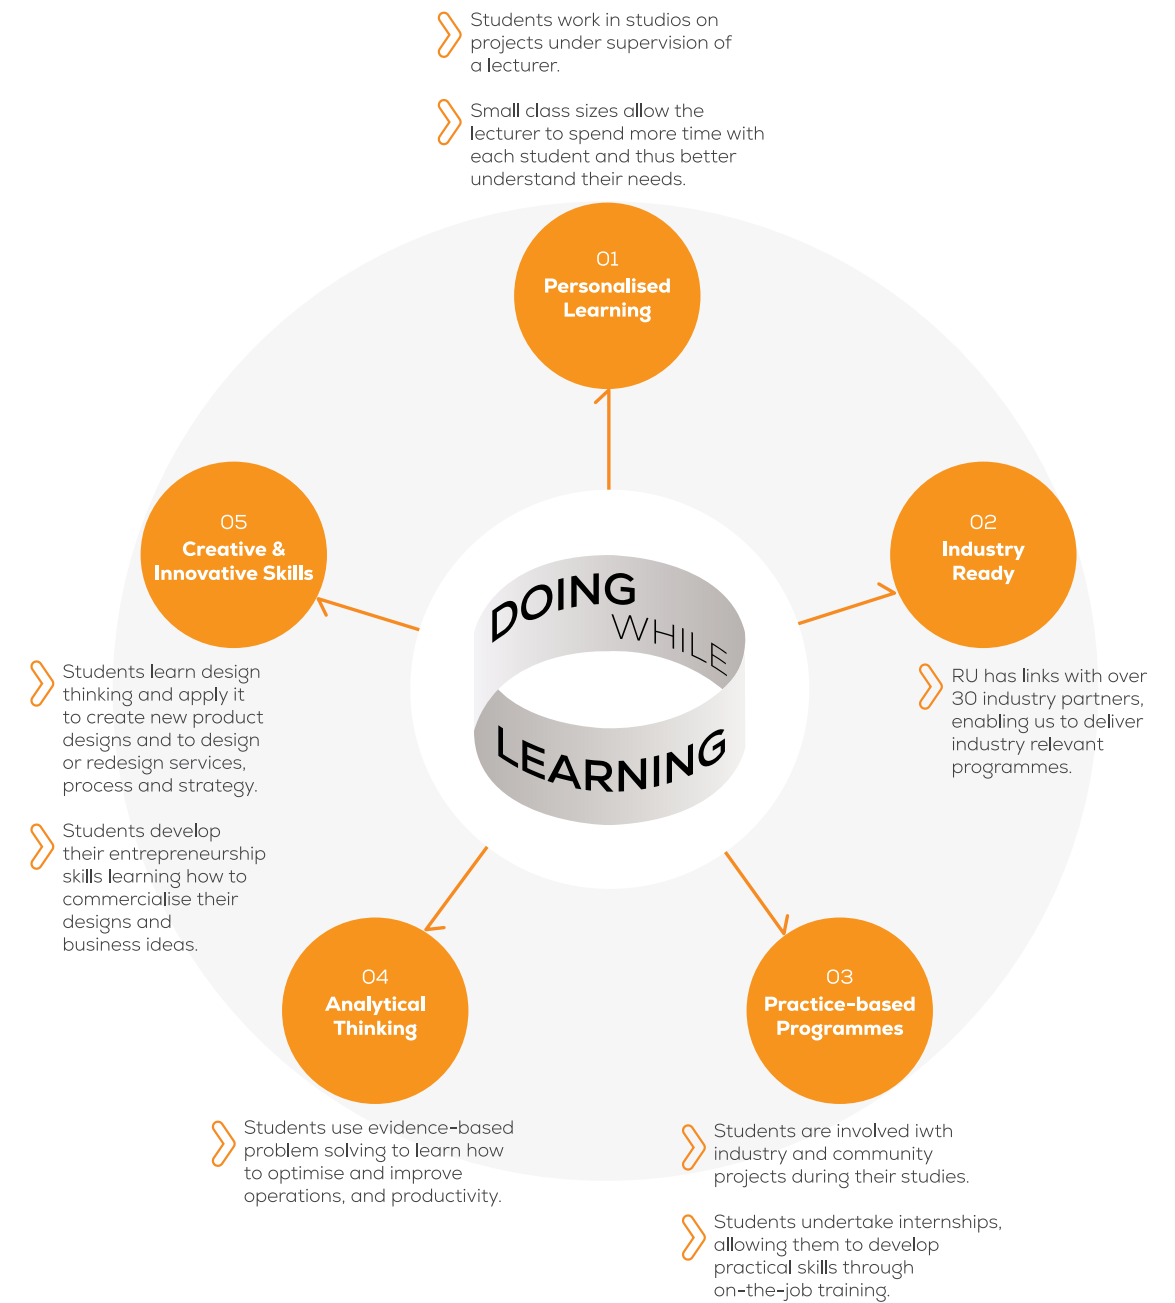 Students work in studios on
projects under supervision of
a lecturer.
Small class sizes allow the
lecturer to spend more time with
each student and thus better
understand their needs.
01
Personalised
Learning
02
Industry
Ready
RU has links with over
30 industry partners,
enabling us to deliver
industry relevant
programmes.
03
Practice-based
Programmes
Students are involved iwth
industry and community
projects during their studies.
Students undertake internships,
allowing them to develop
practical skills through
on-the-job training.
04
Analytical
Thinking
Students use evidence-based
problem solving to learn how
to optimise and improve
operations, and productivity.
05
Creative &
Innovative Skills
Students learn design
thinking and apply it
to create new product
designs and to design
or redesign services,
process and strategy.
Students develop
their entrepreneurship
skills learning how to
commercialise their
designs and
business ideas.
DOING
WHILE
LEARNING